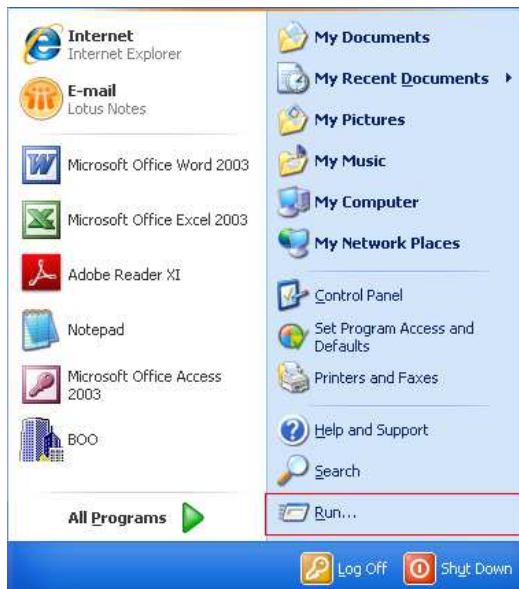 Internet
Internet Explorer
E-mail
Lotus Notes
Microsoft Office Word 2003
Microsoft Office Excel 2003
Adobe Reader XI
Notepad
Microsoft Office Access
2003
BOO
All Programs
My Documents
My Recent Documents
My Pictures
My Music
My Computer
My Network Places
Control Panel
Set Program Access and
Defaults
Printers and Faxes
Help and Support
Search
Run...
Log Off
Shut Down